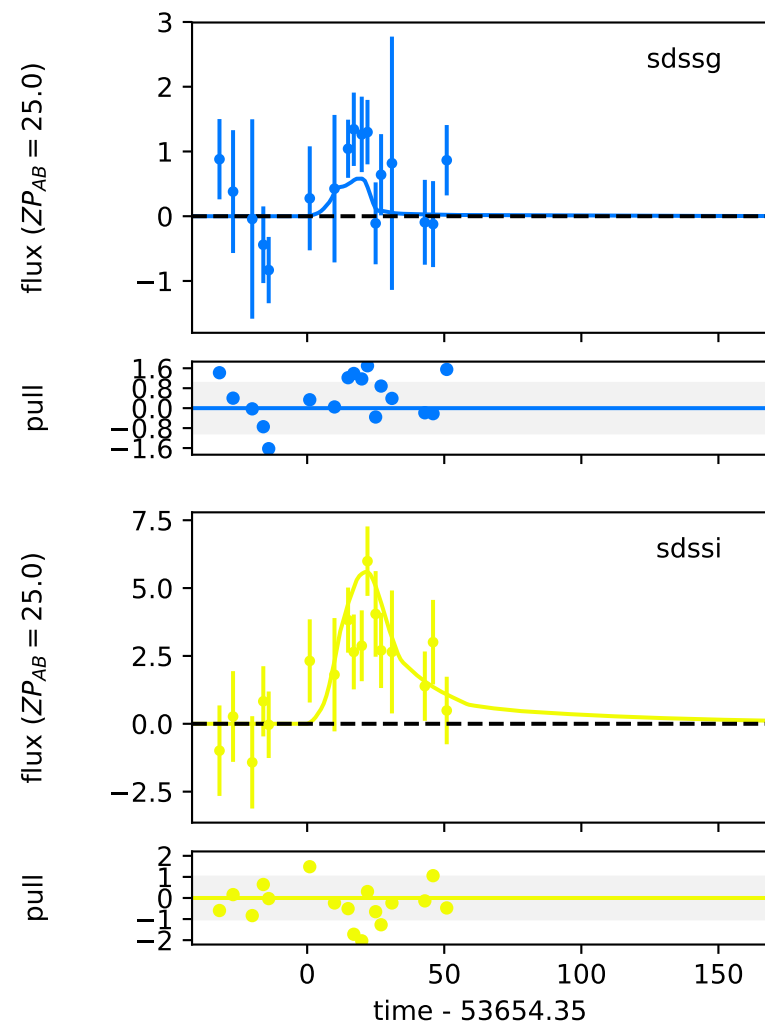 3
sdssg
2
1
0
−1
flux (ZP_AB = 25.0)
1.6
0.8
0.0
−0.8
−1.6
pull
7.5
sdssi
5.0
2.5
0.0
−2.5
flux (ZP_AB = 25.0)
2
1
0
−1
−2
pull
0 50 100 150
time - 53654.35